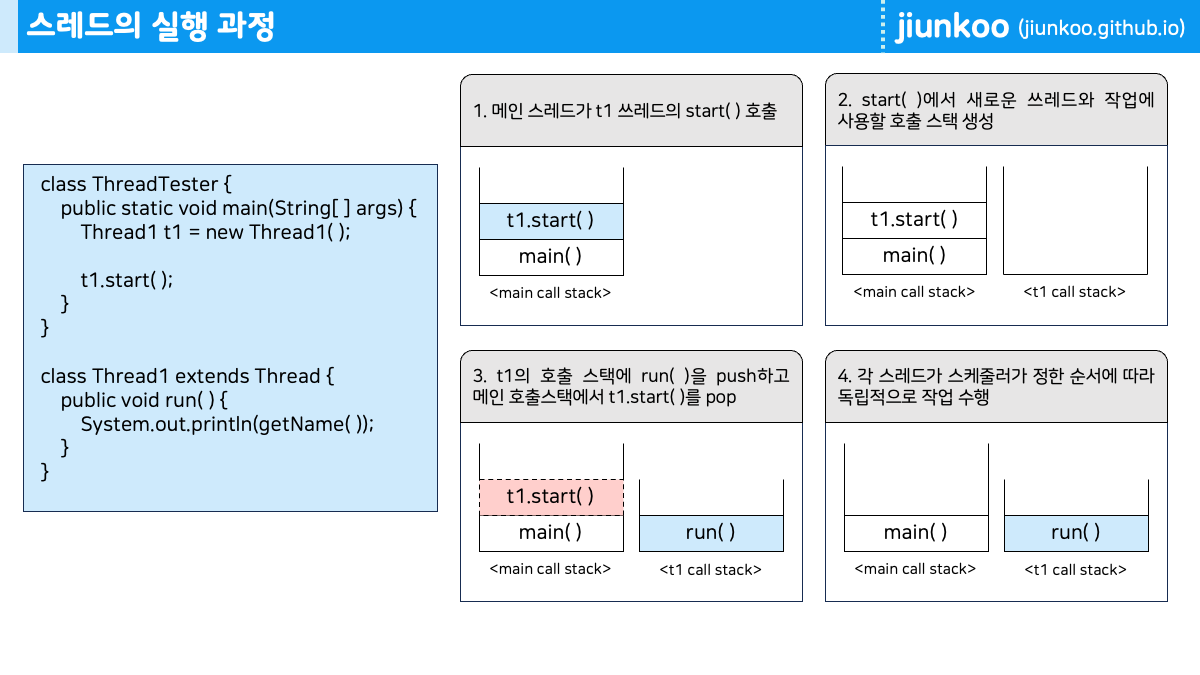 스레드의 실행 과정
jiunkoo (jiunkoo.github.io)
class ThreadTester {
public static void main(String[ ] args) {
Thread1 t1 = new Thread1( );
t1.start( );
}
}
class Thread1 extends Thread {
public void run( ) {
System.out.println(getName( ));
}
}
1. 메인 스레드가 t1 쓰레드의 start( ) 호출
t1.start( )
main( )
<main call stack>
2. start( )에서 새로운 쓰레드와 작업에
사용할 호출 스택 생성
t1.start( )
main( )
<main call stack>
<t1 call stack>
3. t1의 호출 스택에 run( )을 push하고
메인 호출스택에서 t1.start( )를 pop
t1.start( )
main( )
run( )
<main call stack>
<t1 call stack>
4. 각 스레드가 스케줄러가 정한 순서에 따라
독립적으로 작업 수행
main( )
run( )
<main call stack>
<t1 call stack>